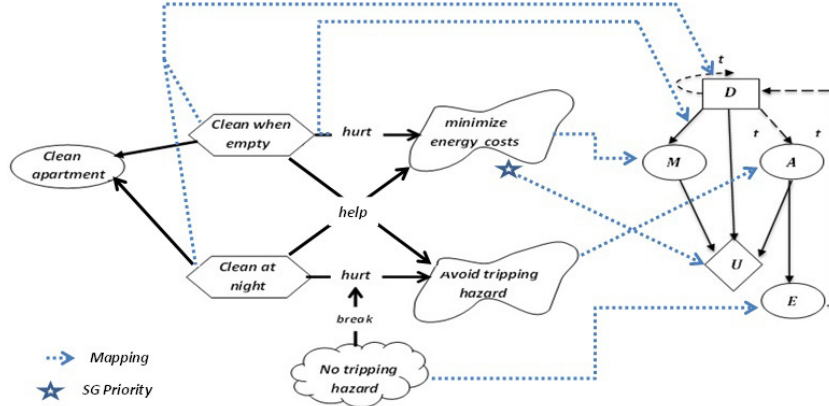 t
D
Clean when
empty
hurt
minimize
energy costs
Clean
apartment
M
t
t
A
help
Clean at
night
hurt
Avoid tripping
hazard
U
E
break
No tripping
hazard
Mapping
SG Priority